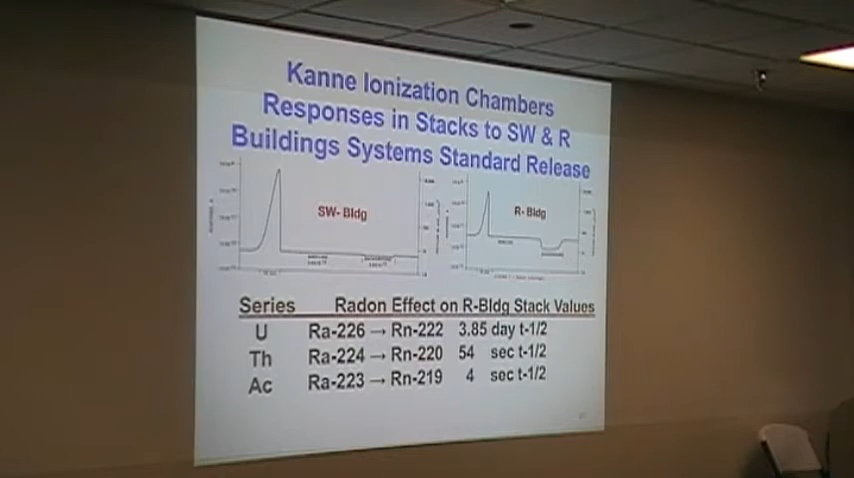 Kanne Ionization Chambers
Responses in Stacks to SW & R
Buildings Systems Standard Release
SW- Bldg
R- Bldg
Series Radon Effect on R-Bldg Stack Values
U Ra-226 → Rn-222 3.85 day t-1/2
Th Ra-224 → Rn-220 54 sec t-1/2
Ac Ra-223 → Rn-219 4 sec t-1/2